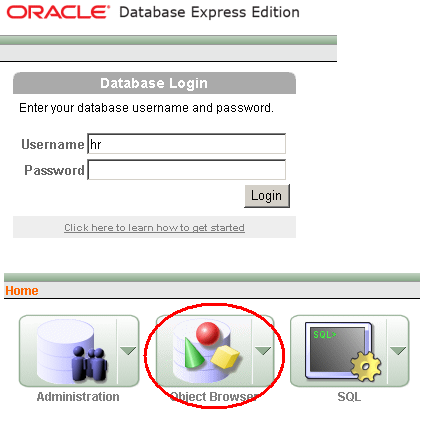 ORACLE® Database Express Edition
Database Login
Enter your database username and password.
Username hr
Password
Login
Click here to learn how to get started
Home
SQL>
Administration Object Browser SQL